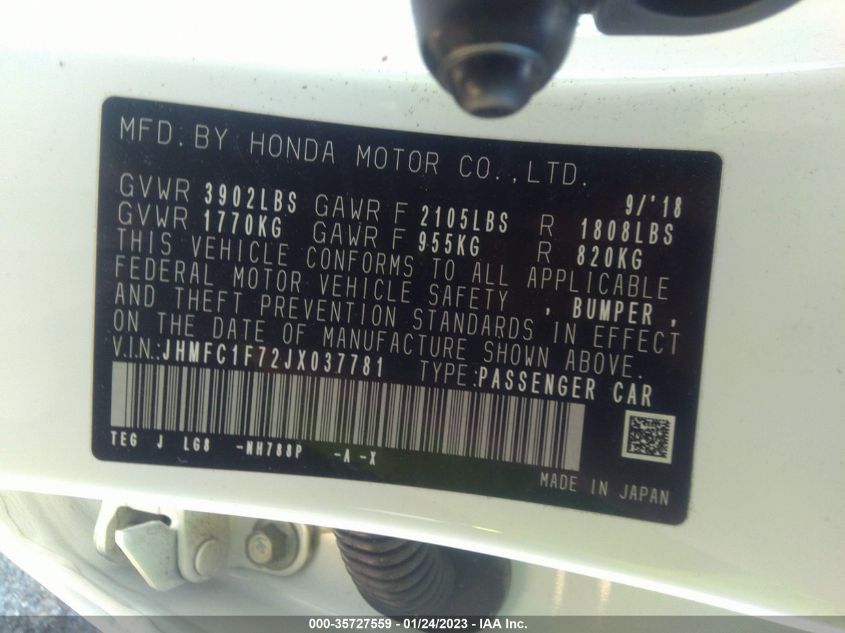 MFD. BY HONDA MOTOR CO., LTD.
9/'18
GVWR 3902LBS GAWR F 2105LBS R 1808LBS
GVWR 1770KG GAWR F 955KG R 820KG
THIS VEHICLE CONFORMS TO ALL APPLICABLE
FEDERAL MOTOR VEHICLE SAFETY , BUMPER ,
AND THEFT PREVENTION STANDARDS IN EFFECT
ON THE DATE OF MANUFACTURE SHOWN ABOVE.
V.I.N.: JHMFC1F72JX037781 TYPE: PASSENGER CAR
TEG J LG8 -NH788P -A -X
MADE IN JAPAN
000-35727559 - 01/24/2023 - IAA Inc.